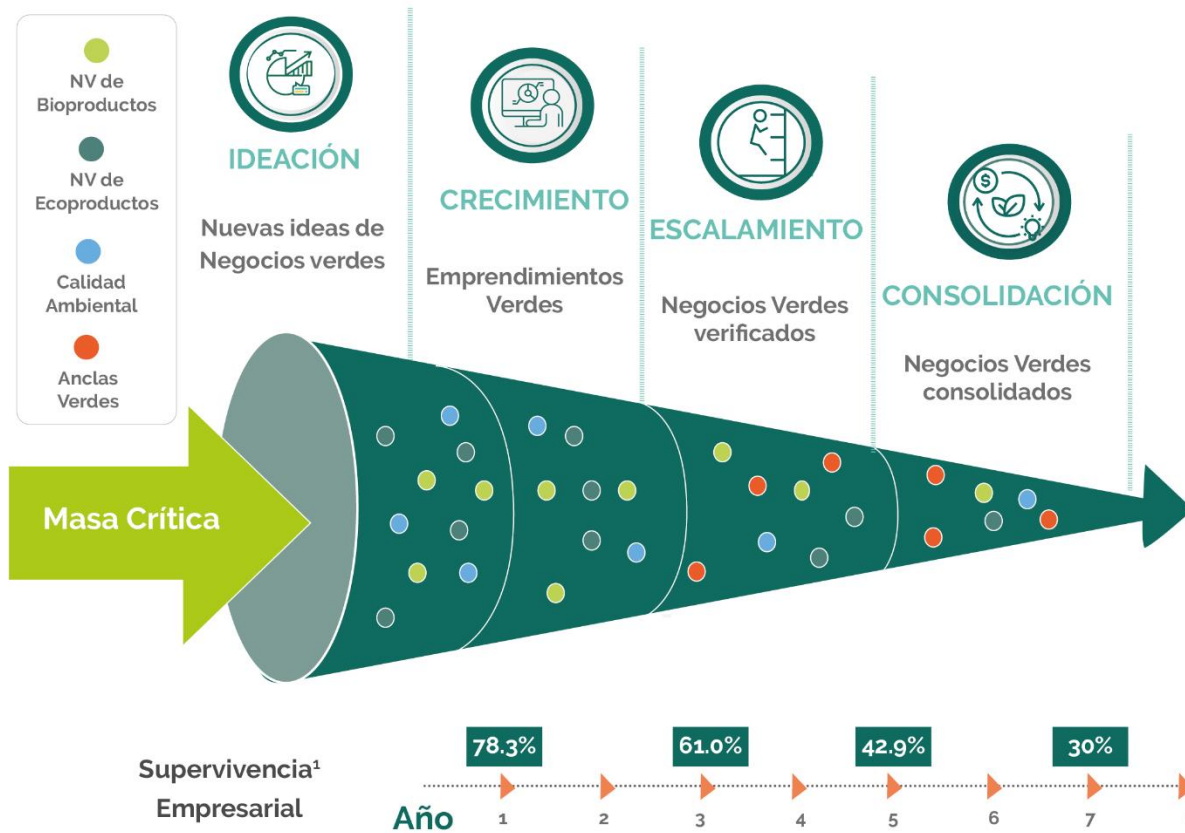 NV de
Bioproductos
NV de
Ecoproductos
Calidad
Ambiental
Anclas
Verdes
IDEACIÓN
Nuevas ideas de
Negocios verdes
CRECIMIENTO
Emprendimientos
Verdes
ESCALAMIENTO
Negocios Verdes
verificados
$
CONSOLIDACIÓN
Negocios Verdes
consolidados
Masa Crítica
Supervivencia¹
Empresarial
78.3%
61.0%
42.9%
30%
Año
1 2 3 4 5 6 7